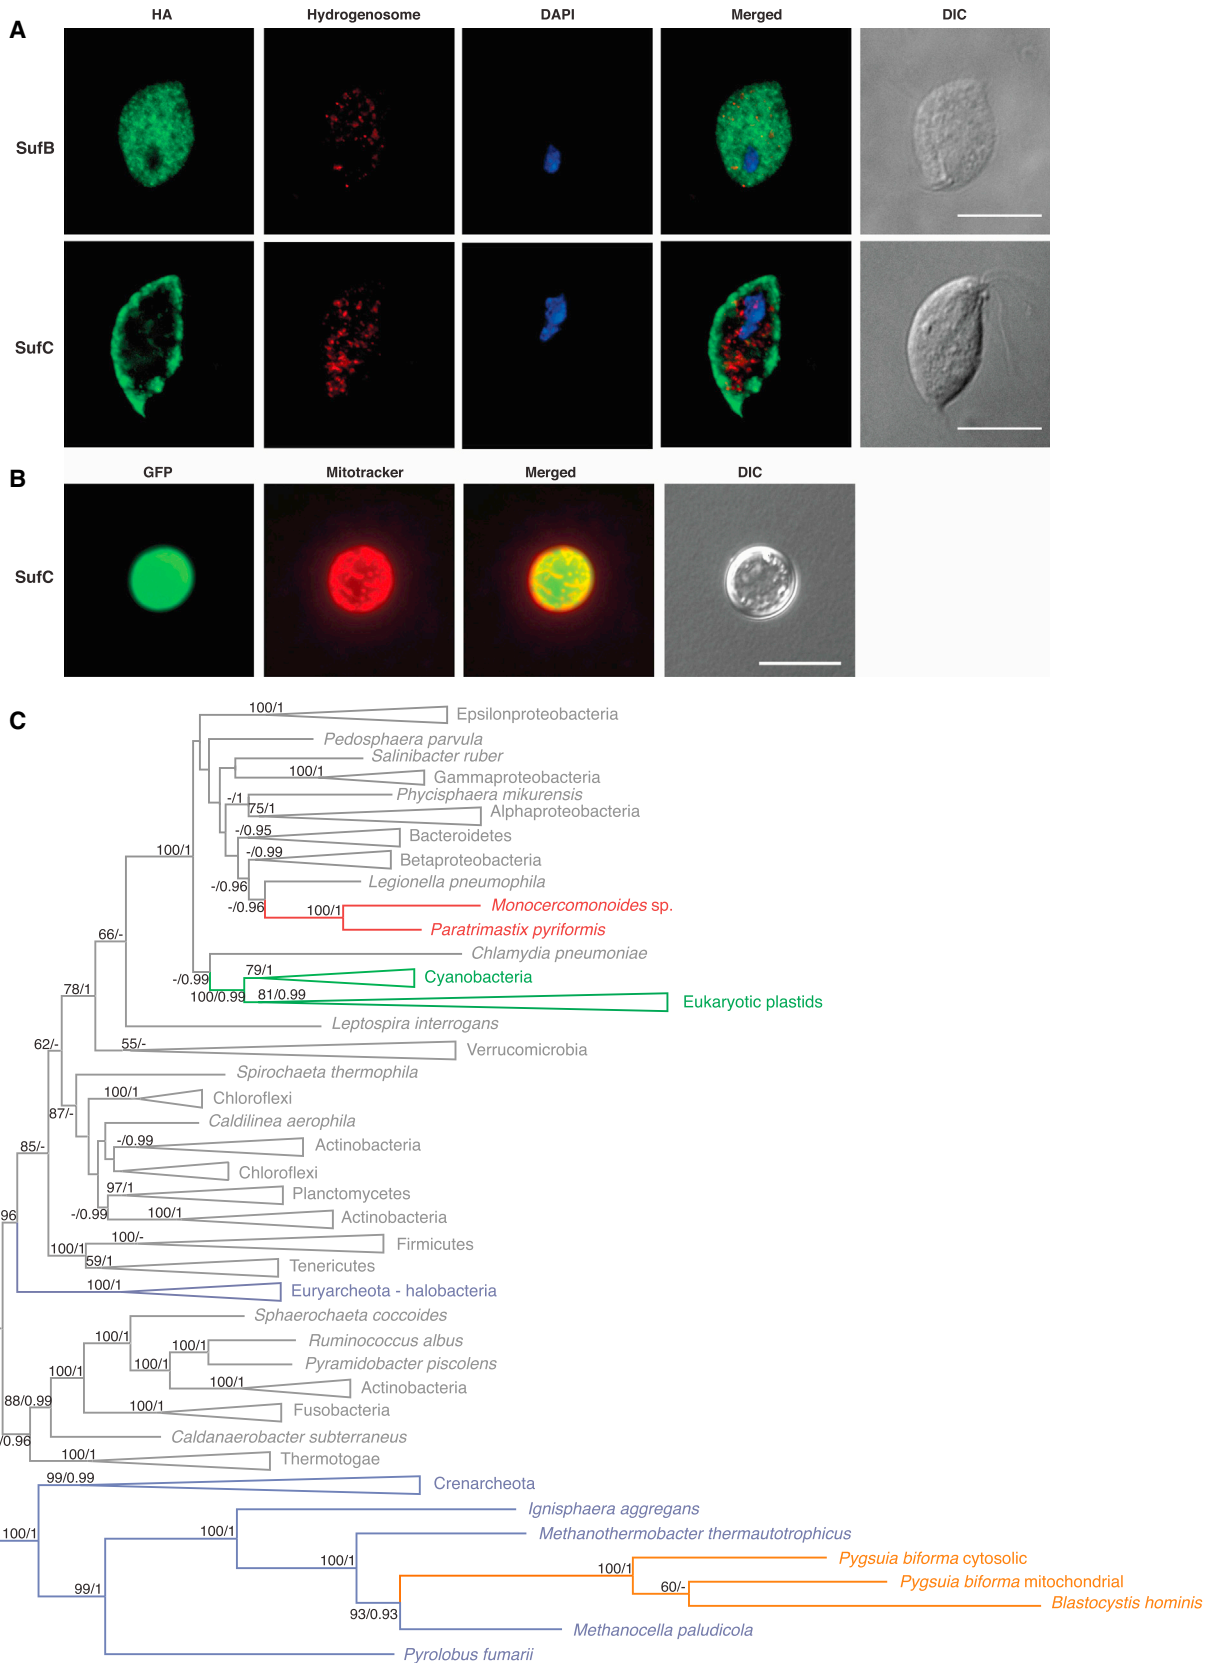 A
HA Hydrogenosome DAPI Merged DIC
SufB
SufC
B
GFP Mitotracker Merged DIC
SufC
C
100/1 Epsilonproteobacteria
Pedosphaera parvula
Salinibacter ruber
100/1 Gammaproteobacteria
-/1 Phycisphaera mikurensis
75/1 Alphaproteobacteria
-/0.95 Bacteroidetes
100/1 -/0.99 Betaproteobacteria
-/0.96 Legionella pneumophila
-/0.96 100/1 Monocercomonoides sp.
Paratrimastix pyriformis
66/-
Chlamydia pneumoniae
-/0.99 79/1 Cyanobacteria
78/1 100/0.99 81/0.99 Eukaryotic plastids
Leptospira interrogans
62/- 55/- Verrucomicrobia
Spirochaeta thermophila
100/1 Chloroflexi
87/- Caldilinea aerophila
85/- -/0.99 Actinobacteria
Chloroflexi
97/1 Planctomycetes
96 -/0.99 100/1 Actinobacteria
100/1 100/- Firmicutes
59/1 Tenericutes
100/1 Euryarcheota - halobacteria
Sphaerochaeta coccoides
100/1 100/1 Ruminococcus albus
100/1 100/1 Pyramidobacter piscolens
100/1 Actinobacteria
88/0.99 100/1 Fusobacteria
/0.96 Caldanaerobacter subterraneus
100/1 Thermotogae
99/0.99 Crenarcheota
Ignisphaera aggregans
100/1 100/1 Methanothermobacter thermautotrophicus
100/1 100/1 Pygsuia biforma cytosolic
99/1 60/- Pygsuia biforma mitochondrial
Blastocystis hominis
93/0.93 Methanocella paludicola
Pyrolobus fumarii